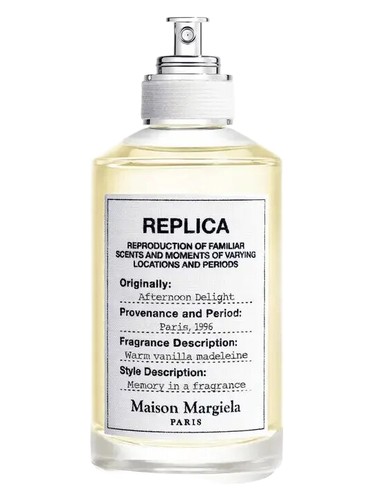 REPLICA
REPRODUCTION OF FAMILIAR
SCENTS AND MOMENTS OF VARYING
LOCATIONS AND PERIODS
Originally:
Afternoon Delight
Provenance and Period:
Paris, 1996
Fragrance Description:
Warm vanilla madeleine
Style Description:
Memory in a fragrance
Maison Margiela
PARIS